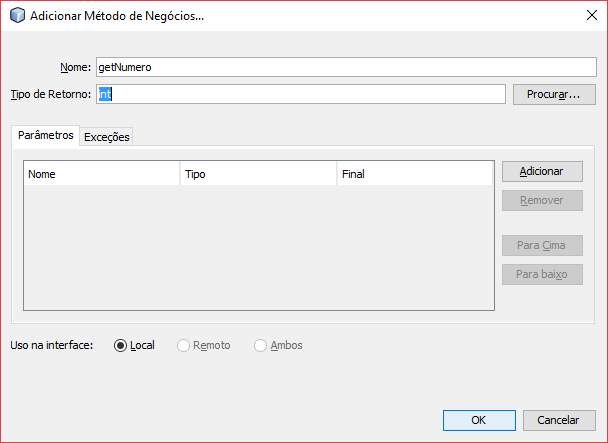 Adicionar Método de Negócios...
Nome: getNumero
Tipo de Retorno: int Procurar...
Parâmetros Exceções
Nome Tipo Final
Adicionar
Remover
Para Cima
Para baixo
Uso na interface: Local Remoto Ambos
OK Cancelar